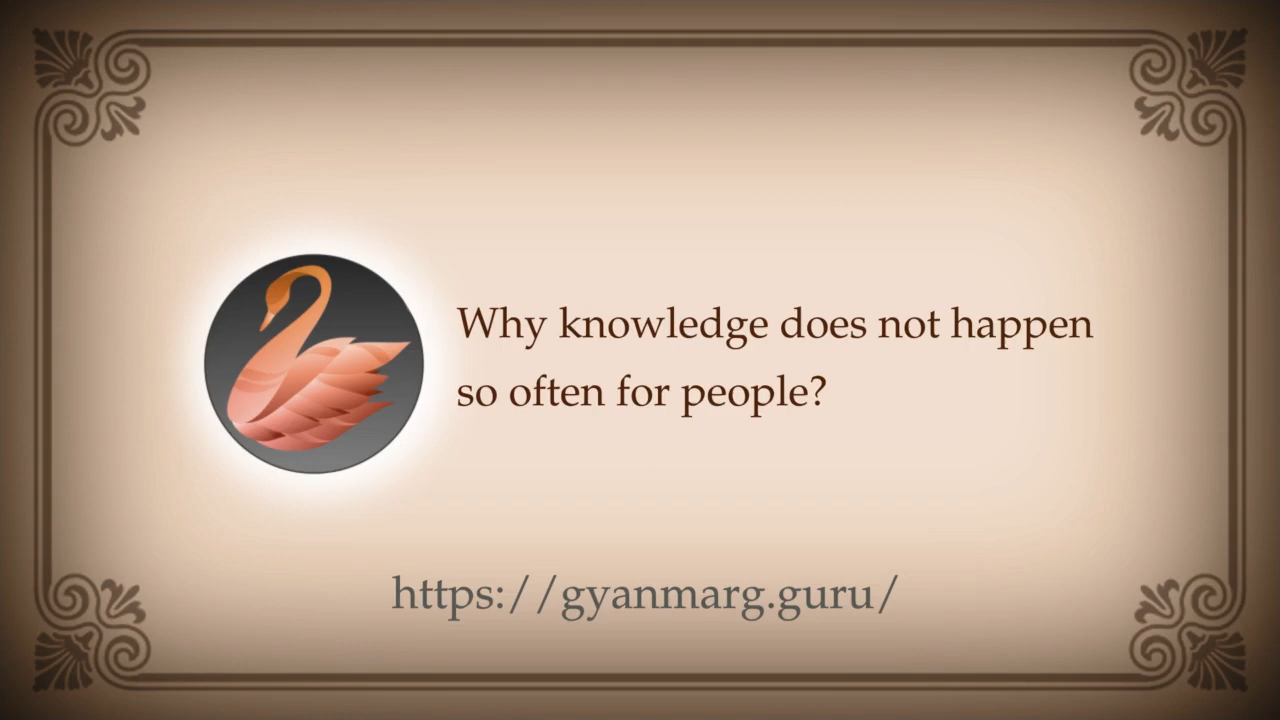 Why knowledge does not happen
so often for people?
https://gyanmarg.guru/